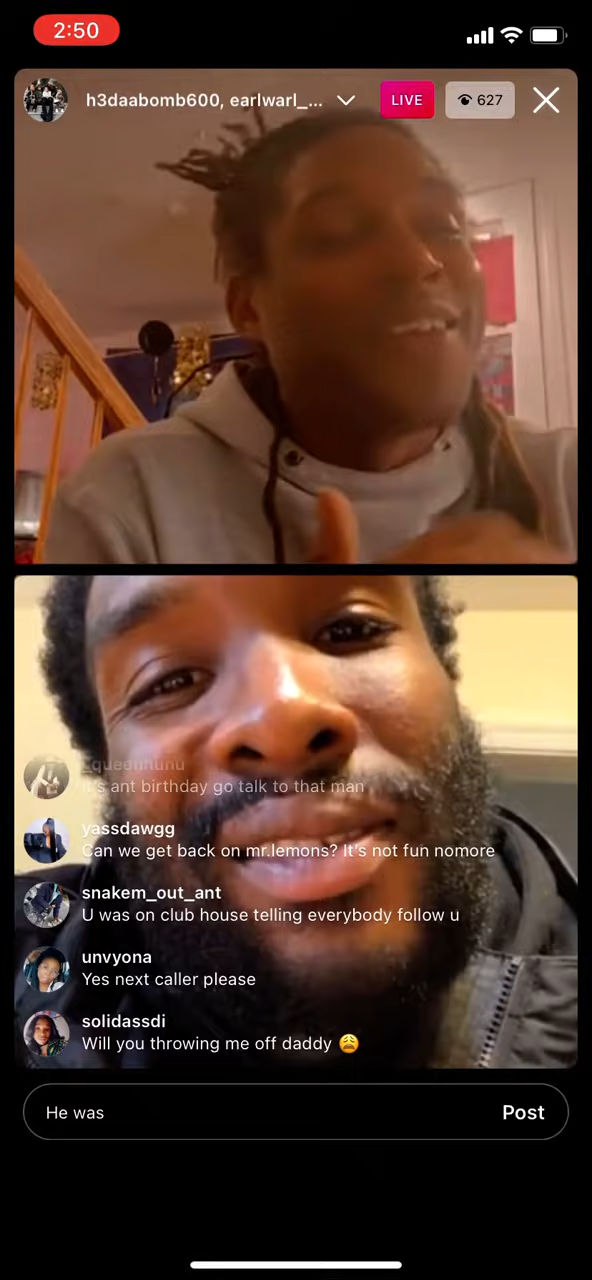 2:50
h3daabomb600, earlwarl_...
LIVE
627
It's ant birthday go talk to that man
yassdawgg
Can we get back on mr.lemons? It's not fun nomore
snakem_out_ant
U was on club house telling everybody follow u
unvyona
Yes next caller please
solidassdi
Will you throwing me off daddy 😩
He was
Post